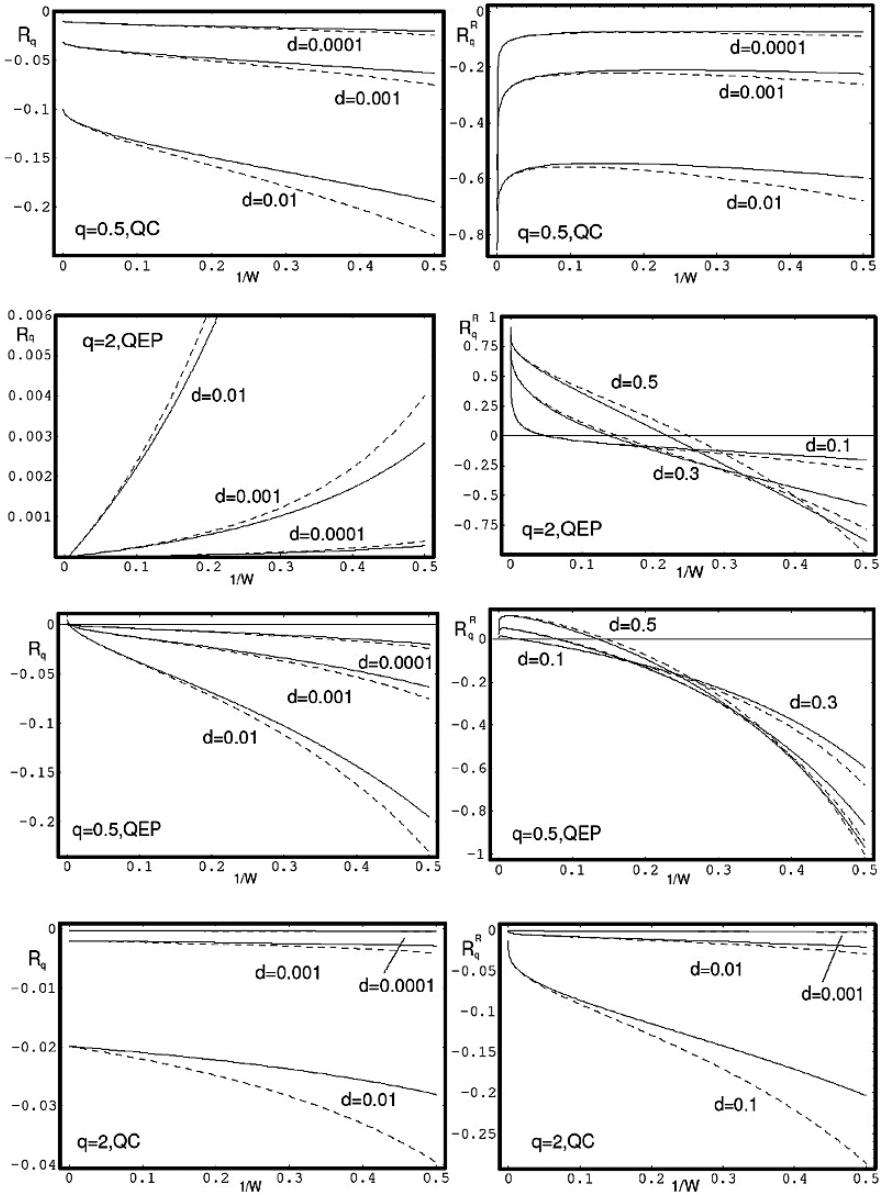 0
R_q
d=0.0001
-0.05
d=0.001
-0.1
-0.15
d=0.01
-0.2
q=0.5,QC
0 0.1 0.2 0.3 0.4 0.5
1/W
0
R_q^R
d=0.0001
-0.2
d=0.001
-0.4
-0.6
d=0.01
-0.8
q=0.5,QC
0 0.1 0.2 0.3 0.4 0.5
1/W
0.006
R_q
q=2,QEP
0.005
0.004
d=0.01
0.003
0.002
d=0.001
0.001
d=0.0001
0 0.1 0.2 0.3 0.4 0.5
1/W
1
R_q^R
0.75
0.5
d=0.5
0.25
0
d=0.1
-0.25
d=0.3
-0.5
-0.75
q=2,QEP
0 0.1 0.2 0.3 0.4 0.5
1/W
0
R_q
d=0.0001
-0.05
d=0.001
-0.1
d=0.01
-0.15
-0.2
q=0.5,QEP
0 0.1 0.2 0.3 0.4 0.5
1/W
R_q^R
d=0.5
0
d=0.1
-0.2
d=0.3
-0.4
-0.6
-0.8
q=0.5,QEP
-1
0 0.1 0.2 0.3 0.4 0.5
1/W
0
R_q
d=0.001
d=0.0001
-0.01
-0.02
d=0.01
-0.03
q=2,QC
-0.04
0 0.1 0.2 0.3 0.4 0.5
1/W
0
R_q^R
d=0.01
d=0.001
-0.05
-0.1
-0.15
-0.2
d=0.1
-0.25
q=2,QC
0 0.1 0.2 0.3 0.4 0.5
1/W